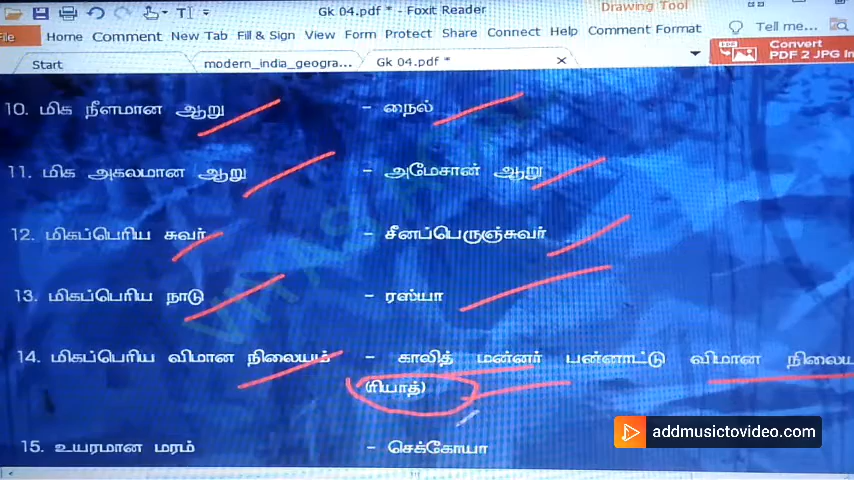 Gk 04.pdf * - Foxit Reader
Drawing Tool
File Home Comment New Tab Fill & Sign View Form Protect Share Connect Help Comment Format Tell me...
Start modern_india_geogra... Gk 04.pdf *
Convert
PDF 2 JPG
10. மிக நீளமான ஆறு - நைல்
11. மிக அகலமான ஆறு - அமேசான் ஆறு
12. மிகப்பெரிய சுவர் - சீனப்பெருஞ்சுவர்
13. மிகப்பெரிய நாடு - ரஸ்யா
14. மிகப்பெரிய விமான நிலையம் - காலித் மன்னர் பன்னாட்டு விமான நிலைய
(ரியாத்)
15. உயரமான மரம் - செக்கோயா
addmusictovideo.com